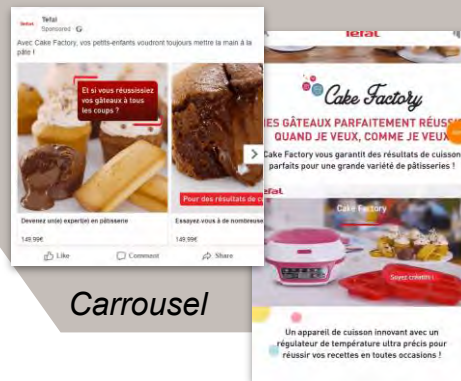 Tefal
Tefal
Sponsored
Avec Cake Factory, vos petits-enfants voudront toujours mettre la main à la
pâte !
Et si vous réussissiez
vos gâteaux à tous
les coups ?
Pour des résultats de cu
Devenez un(e) expert(e) en pâtisserie
Essayez-vous à de nombreuse
149,99€
149,99€
Like
Comment
Share
Carrousel
Tefal
Cake Factory
ES GÂTEAUX PARFAITEMENT RÉUSS
QUAND JE VEUX, COMME JE VEUX
Cake Factory vous garantit des résultats de cuisson
parfaits pour une grande variété de pâtisseries !
efal
Cake Factory
Soyez créatifs !
Un appareil de cuisson innovant avec un
régulateur de température ultra précis pour
réussir vos recettes en toutes occasions !